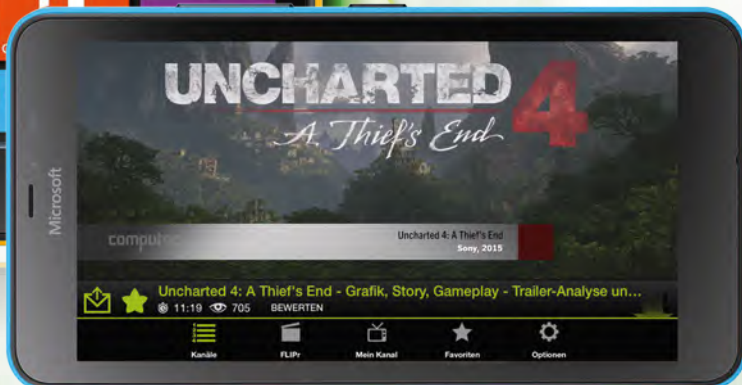 Microsoft
UNCHARTED
4
A Thief's End
Uncharted 4: A Thief's End
Sony, 2015
Uncharted 4: A Thief's End - Grafik, Story, Gameplay - Trailer-Analyse un...
11:19 705 BEWERTEN
Kanäle FLIPr Mein Kanal Favoriten Optionen